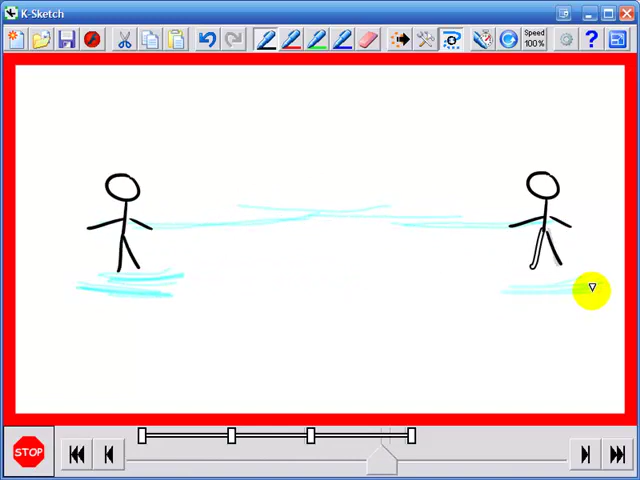 K-Sketch
Speed
100%
?
STOP